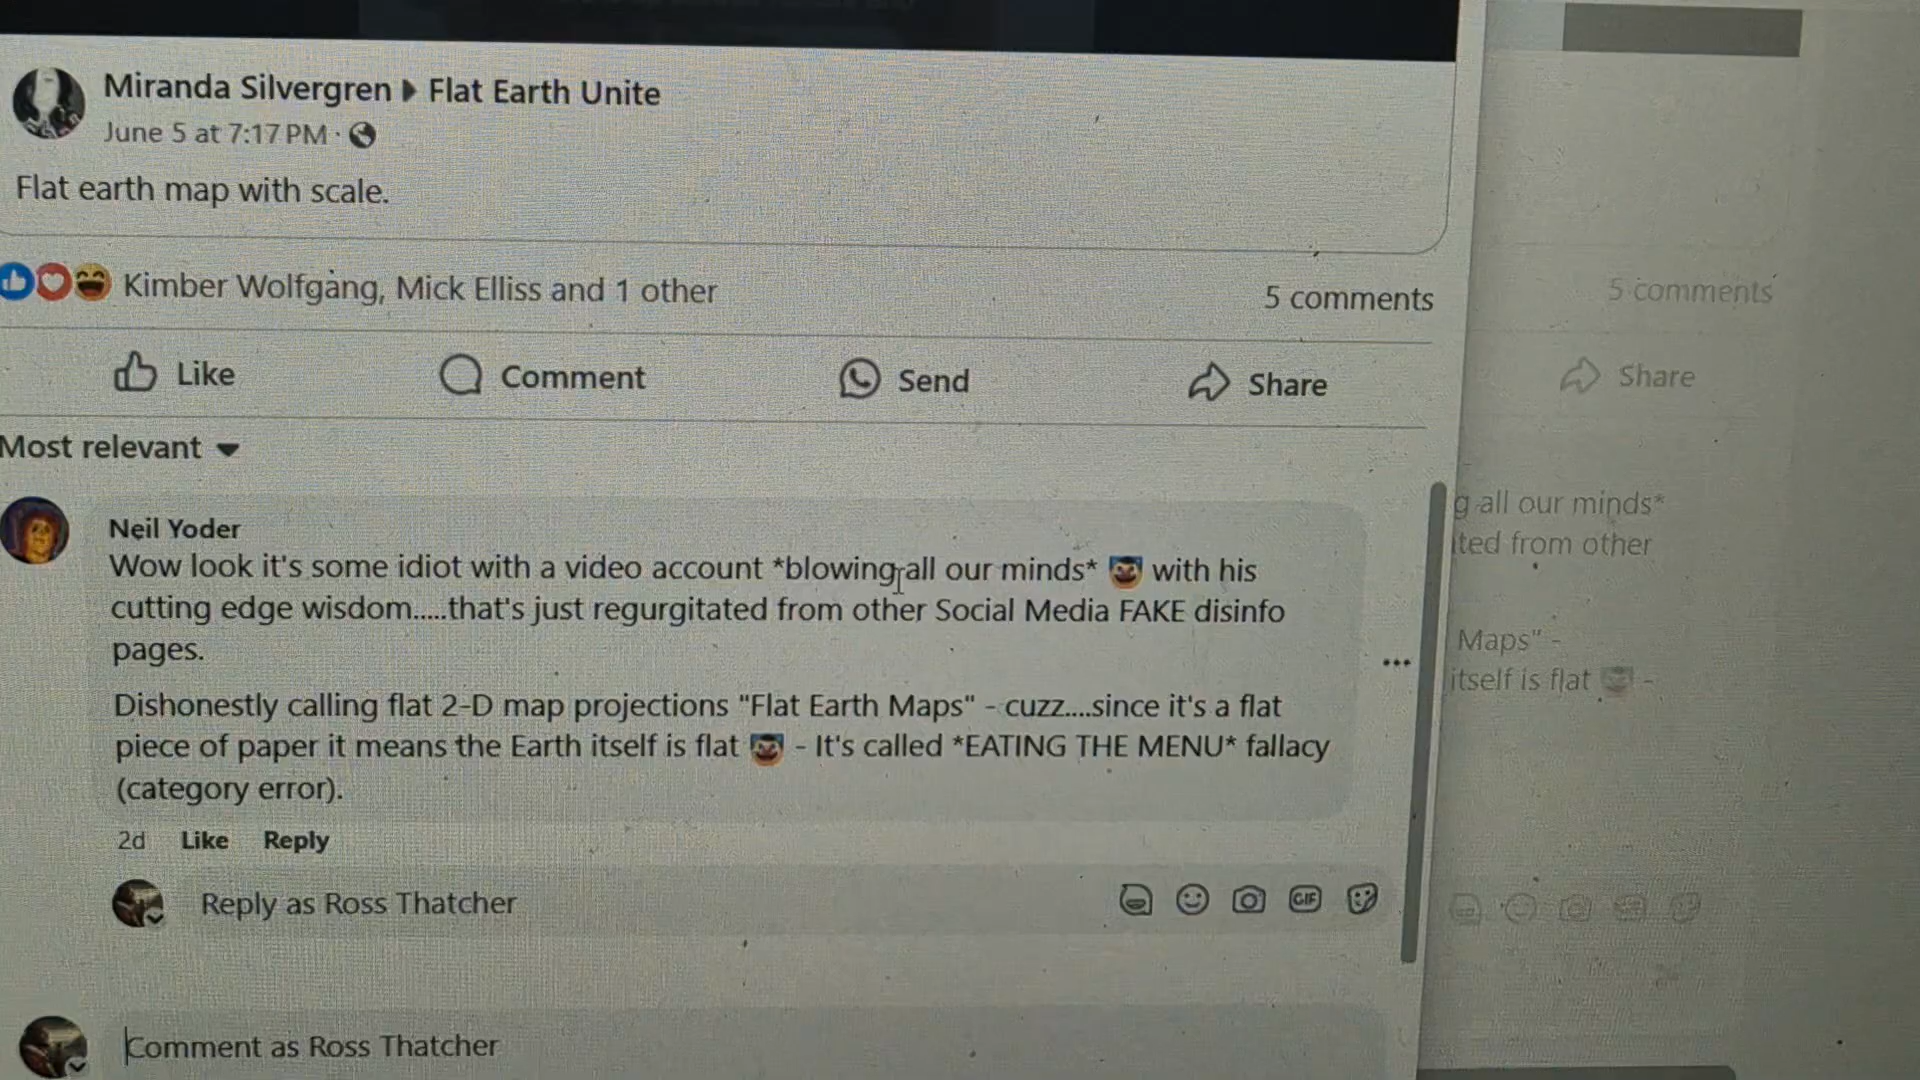 Miranda Silvergren Flat Earth Unite
June 5 at 7:17 PM ·
Flat earth map with scale.
Kimber Wolfgang, Mick Elliss and 1 other
5 comments
Like Comment Send Share
Most relevant
Neil Yoder
Wow look it's some idiot with a video account *blowing all our minds* 🤡 with his
cutting edge wisdom.....that's just regurgitated from other Social Media FAKE disinfo
pages.
Dishonestly calling flat 2-D map projections "Flat Earth Maps" - cuzz....since it's a flat
piece of paper it means the Earth itself is flat 🤡 - It's called *EATING THE MENU* fallacy
(category error).
2d Like Reply
Reply as Ross Thatcher
GIF
Comment as Ross Thatcher
5 comments
Share
g all our minds*
ted from other
Maps" -
itself is flat 🤡 -